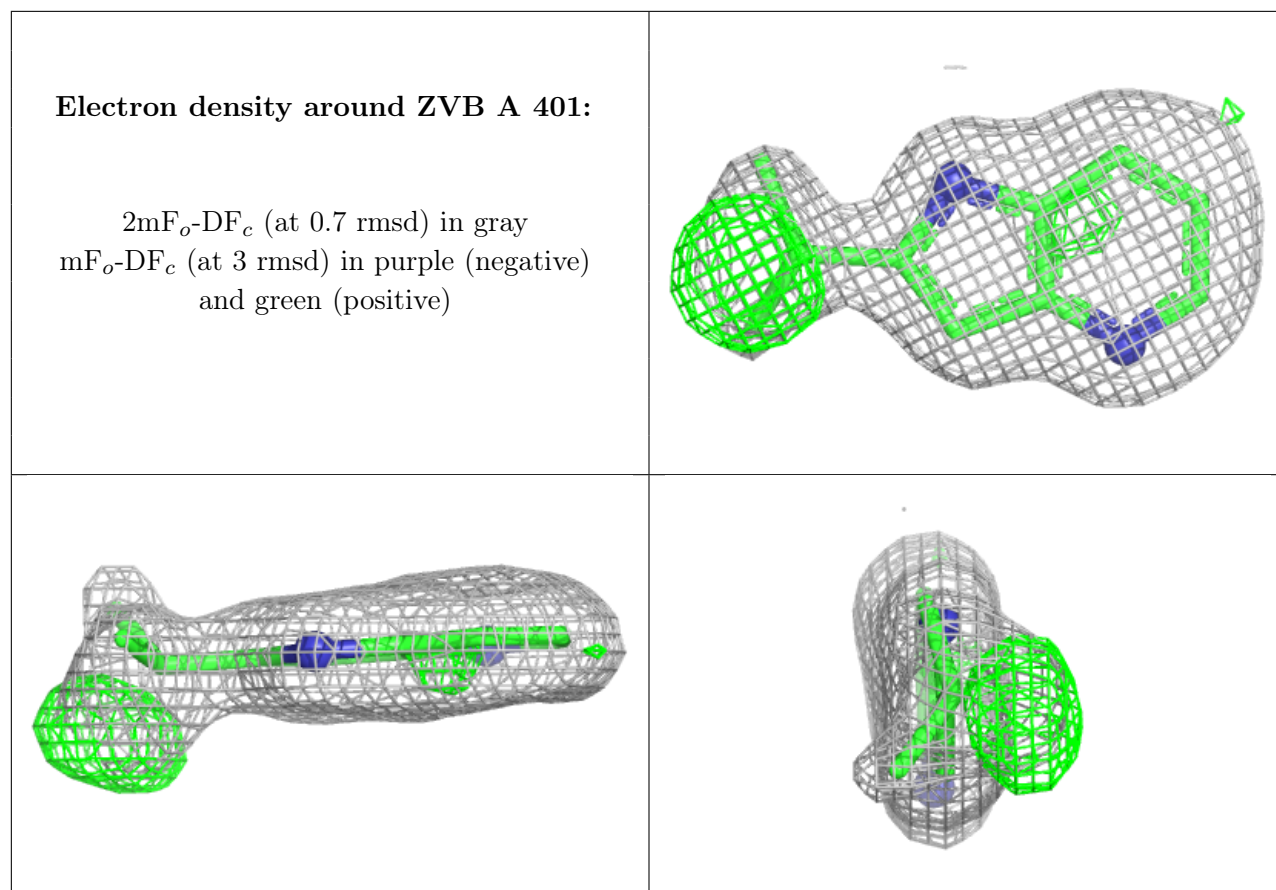 Electron density around ZVB A 401:
2mFo-DFc (at 0.7 rmsd) in gray
mFo-DFc (at 3 rmsd) in purple (negative)
and green (positive)